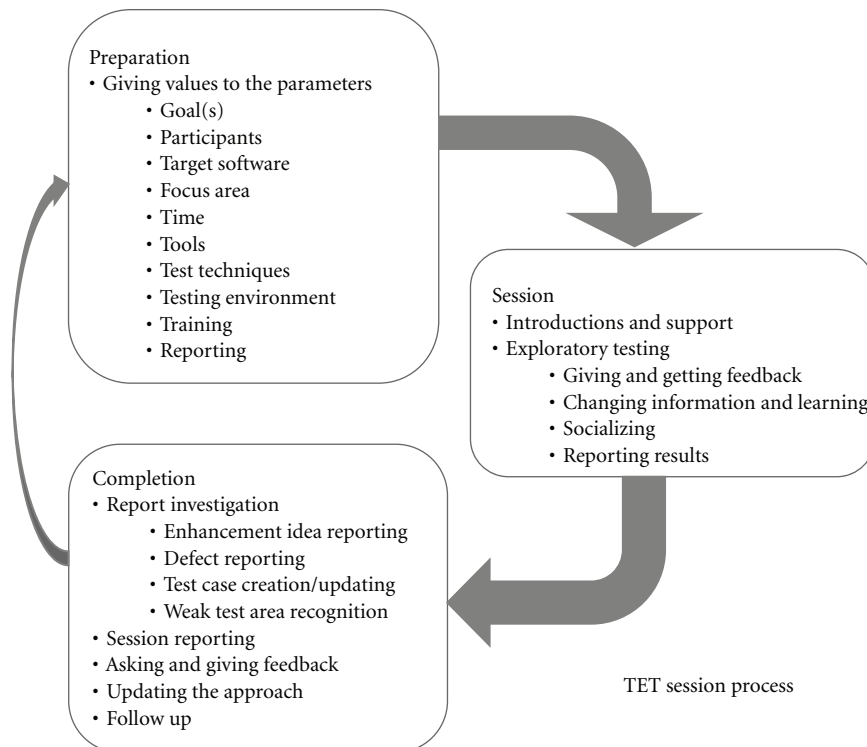 Preparation
• Giving values to the parameters
• Goal(s)
• Participants
• Target software
• Focus area
• Time
• Tools
• Test techniques
• Testing environment
• Training
• Reporting
Session
• Introductions and support
• Exploratory testing
• Giving and getting feedback
• Changing information and learning
• Socializing
• Reporting results
Completion
• Report investigation
• Enhancement idea reporting
• Defect reporting
• Test case creation/updating
• Weak test area recognition
• Session reporting
• Asking and giving feedback
• Updating the approach
• Follow up
TET session process